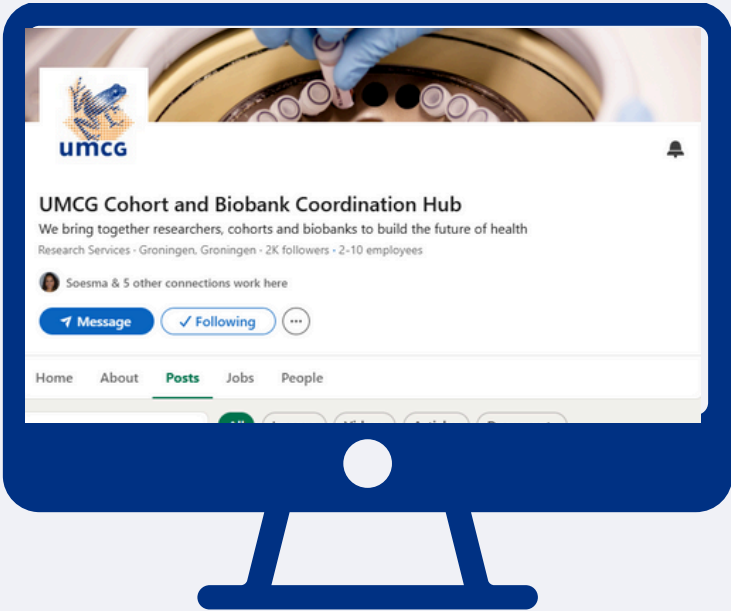 umcg
UMCG Cohort and Biobank Coordination Hub
We bring together researchers, cohorts and biobanks to build the future of health
Research Services - Groningen, Groningen - 2K followers - 2-10 employees
Soesma & 5 other connections work here
Message Following
Home About Posts Jobs People